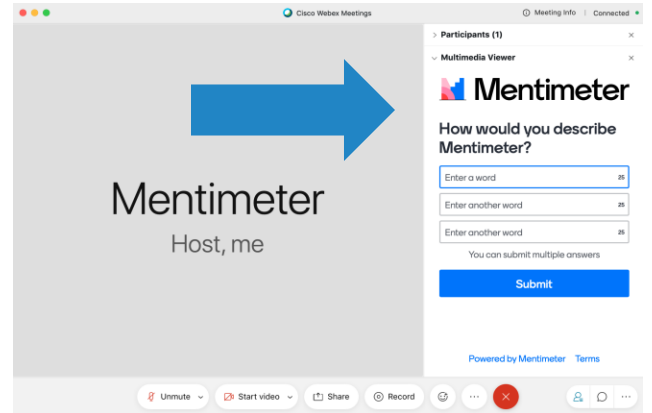 Cisco Webex Meetings
Meeting Info
Connected
Participants (1)
Multimedia Viewer
Mentimeter
How would you describe
Mentimeter?
Enter a word 25
Enter another word 25
Enter another word 25
You can submit multiple answers
Submit
Powered by Mentimeter Terms
Mentimeter
Host, me
Unmute
Start video
Share
Record